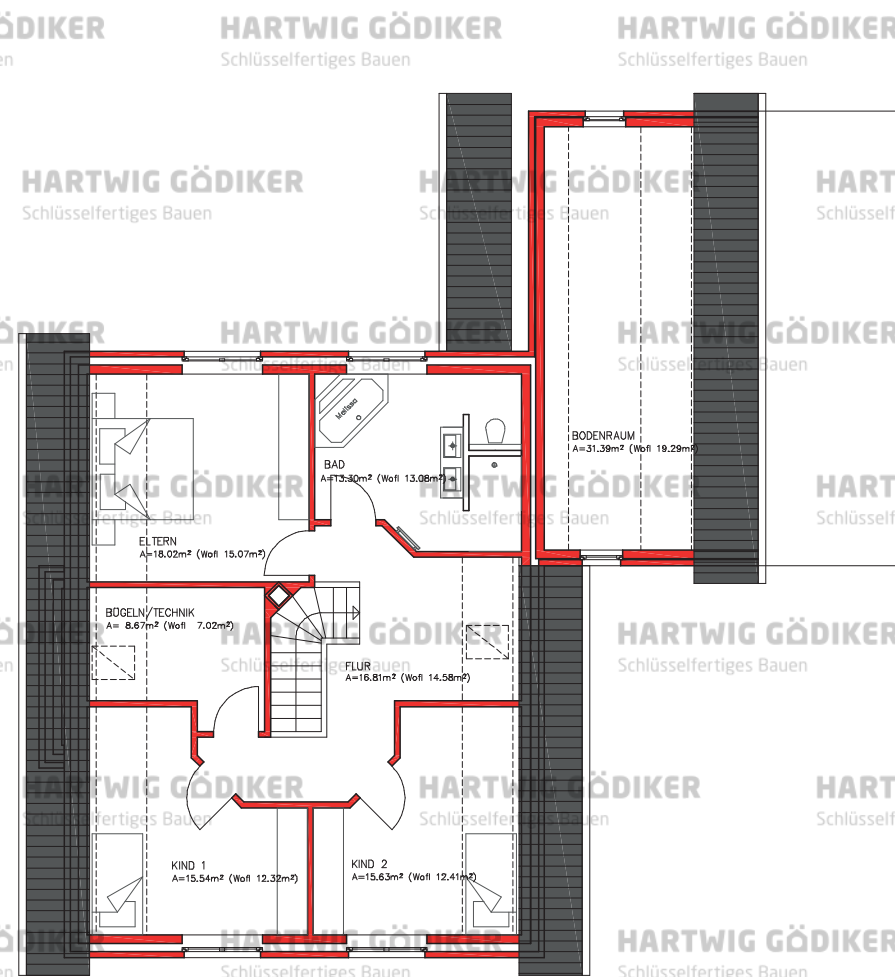 HARTWIG GÖDIKER
Schlüsselfertiges Bauen
Melissa
BAD
A=13.30m² (Wofl 13.08m²)
BODENRAUM
A=31.39m² (Wofl 19.29m²)
ELTERN
A=18.02m² (Wofl 15.07m²)
BÜGELN/TECHNIK
A= 8.67m² (Wofl 7.02m²)
FLUR
A=16.81m² (Wofl 14.58m²)
KIND 1
A=15.54m² (Wofl 12.32m²)
KIND 2
A=15.63m² (Wofl 12.41m²)